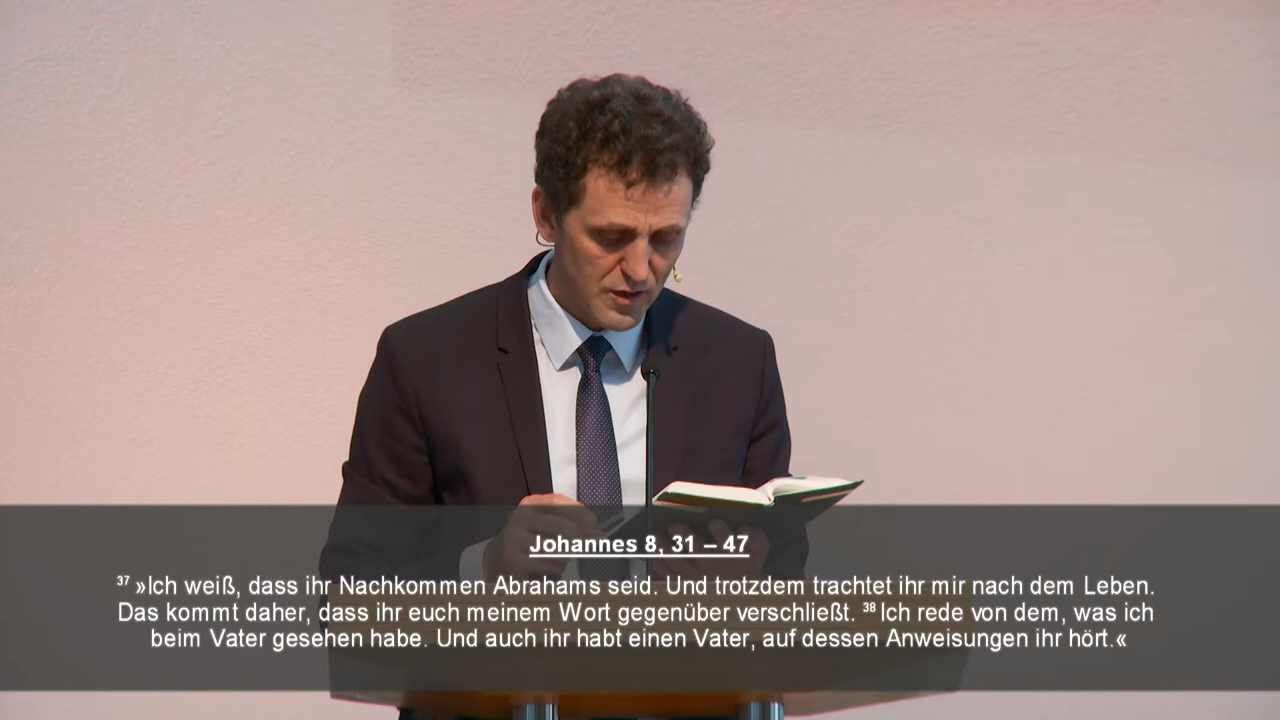 Johannes 8, 31 – 47
³⁷ »Ich weiß, dass ihr Nachkommen Abrahams seid. Und trotzdem trachtet ihr mir nach dem Leben.
Das kommt daher, dass ihr euch meinem Wort gegenüber verschließt. ³⁸ Ich rede von dem, was ich
beim Vater gesehen habe. Und auch ihr habt einen Vater, auf dessen Anweisungen ihr hört.«